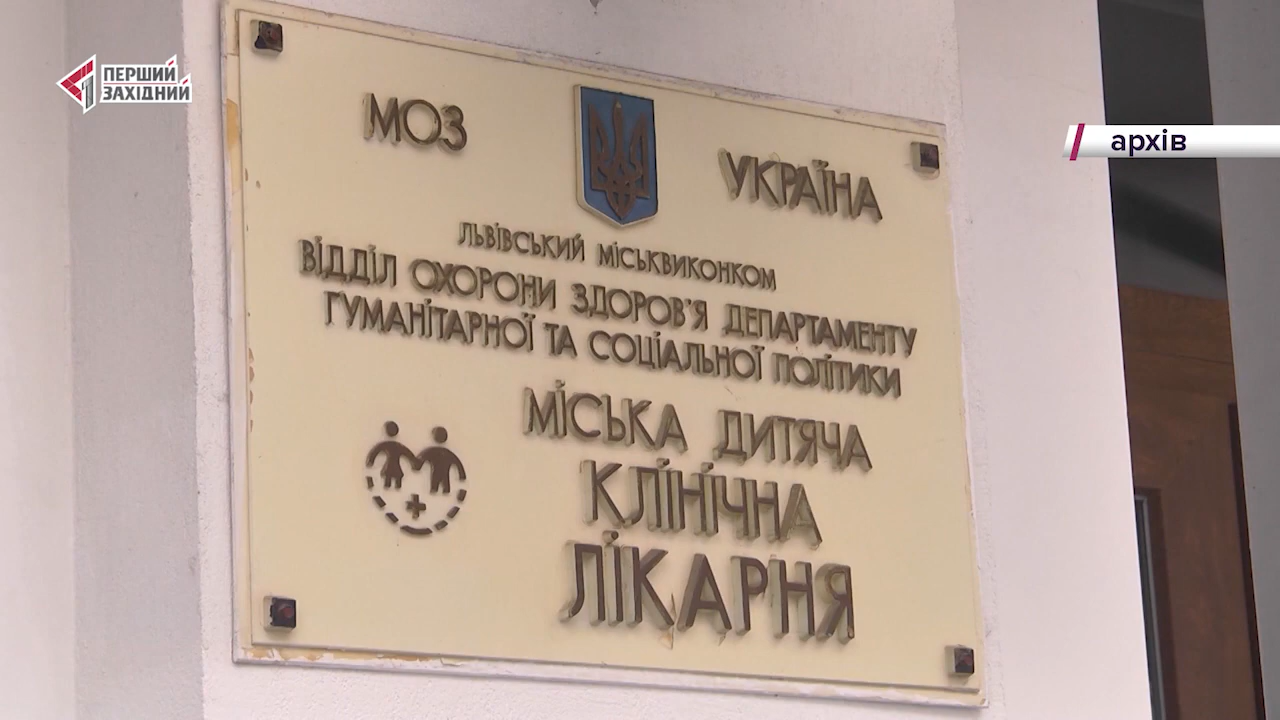 ПЕРШИЙ
ЗАХІДНИЙ
архів
МОЗ УКРАЇНА
ЛЬВІВСЬКИЙ МІСЬКВИКОНКОМ
ВІДДІЛ ОХОРОНИ ЗДОРОВ'Я ДЕПАРТАМЕНТУ
ГУМАНІТАРНОЇ ТА СОЦІАЛЬНОЇ ПОЛІТИКИ
МІСЬКА ДИТЯЧА
КЛІНІЧНА
ЛІКАРНЯ